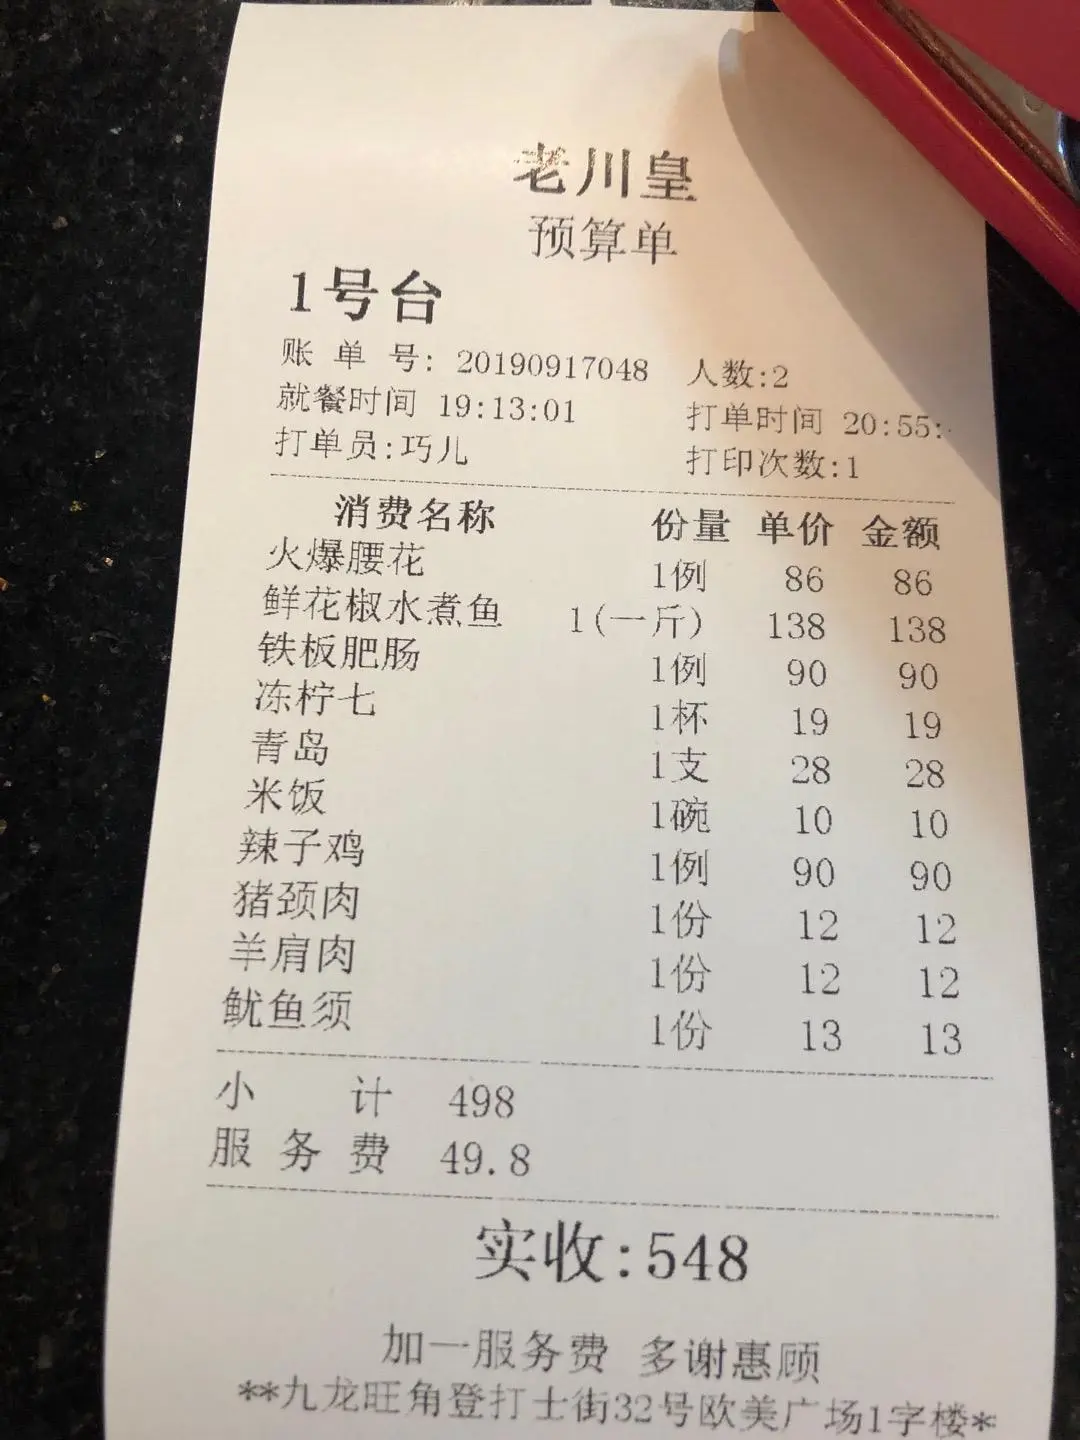 老川皇
预算单
1号台
账 单 号: 20190917048 人数:2
就餐时间 19:13:01 打单时间 20:55:
打单员:巧儿 打印次数:1
消费名称 份量 单价 金额
火爆腰花 1例 86 86
鲜花椒水煮鱼 1(一斤) 138 138
铁板肥肠 1例 90 90
冻柠七 1杯 19 19
青岛 1支 28 28
米饭 1碗 10 10
辣子鸡 1例 90 90
猪颈肉 1份 12 12
羊肩肉 1份 12 12
鱿鱼须 1份 13 13
小 计 498
服 务 费 49.8
实收:548
加一服务费 多谢惠顾
**九龙旺角登打士街32号欧美广场1字楼*